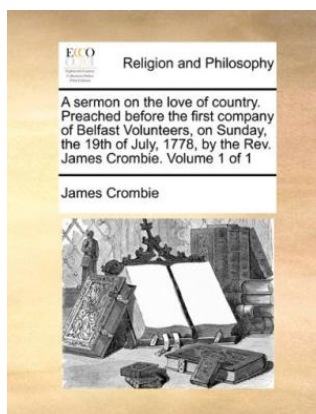 ECCO
Religion and Philosophy
A sermon on the love of country.
Preached before the first company
of Belfast Volunteers, on Sunday,
the 19th of July, 1778, by the Rev.
James Crombie. Volume 1 of 1
James Crombie